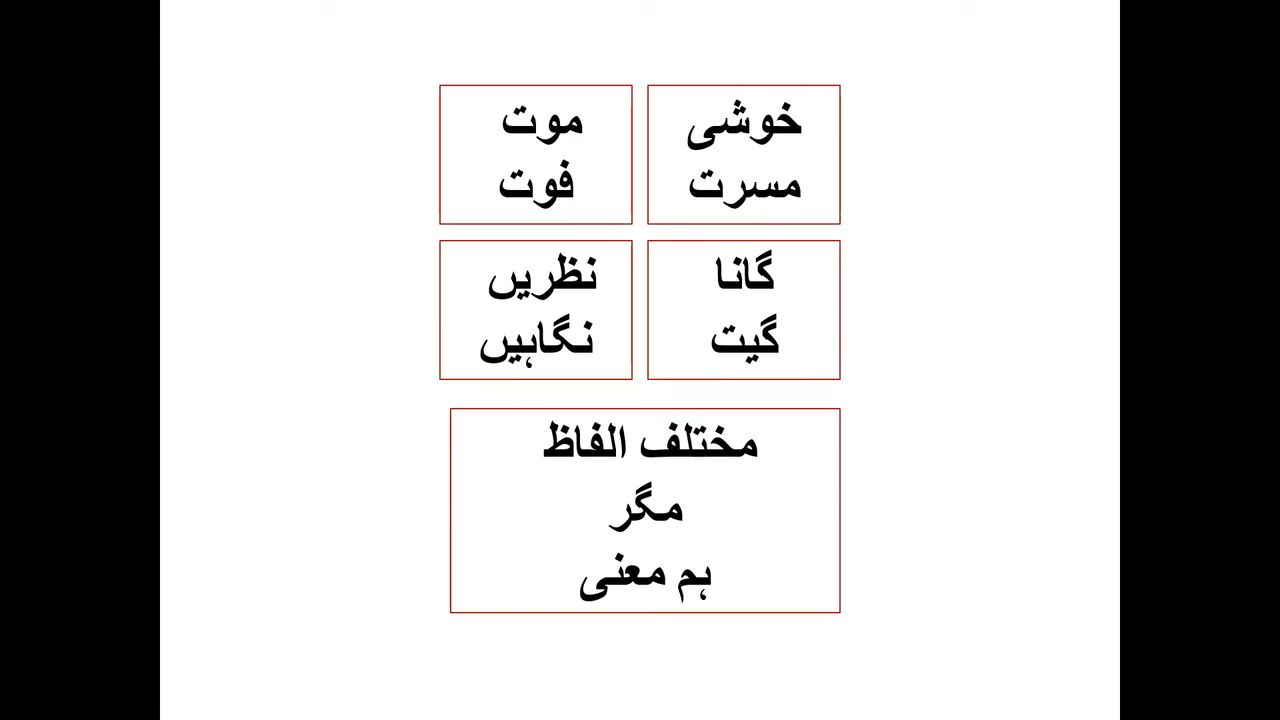 خوشی
مسرت
موت
فوت
گانا
گیت
نظریں
نگاہیں
مختلف الفاظ
مگر
ہم معنی